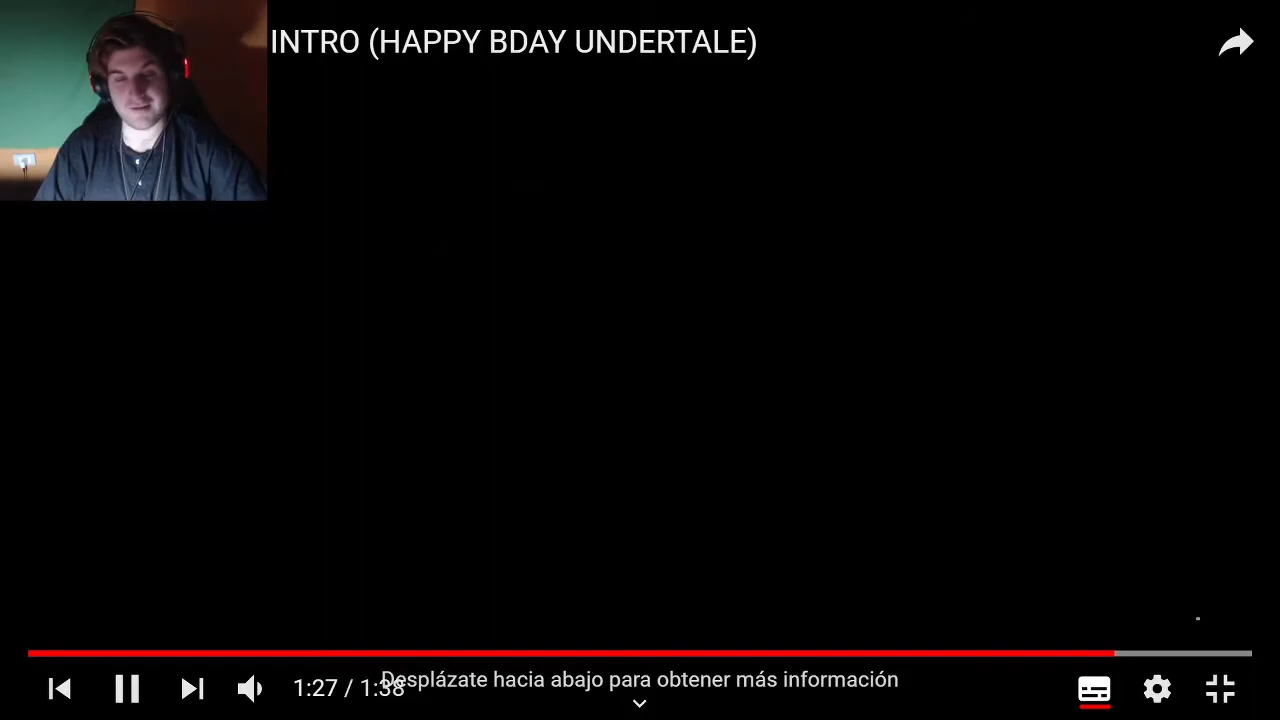 INTRO (HAPPY BDAY UNDERTALE)
1:27 / 1:38
Desplázate hacia abajo para obtener más información